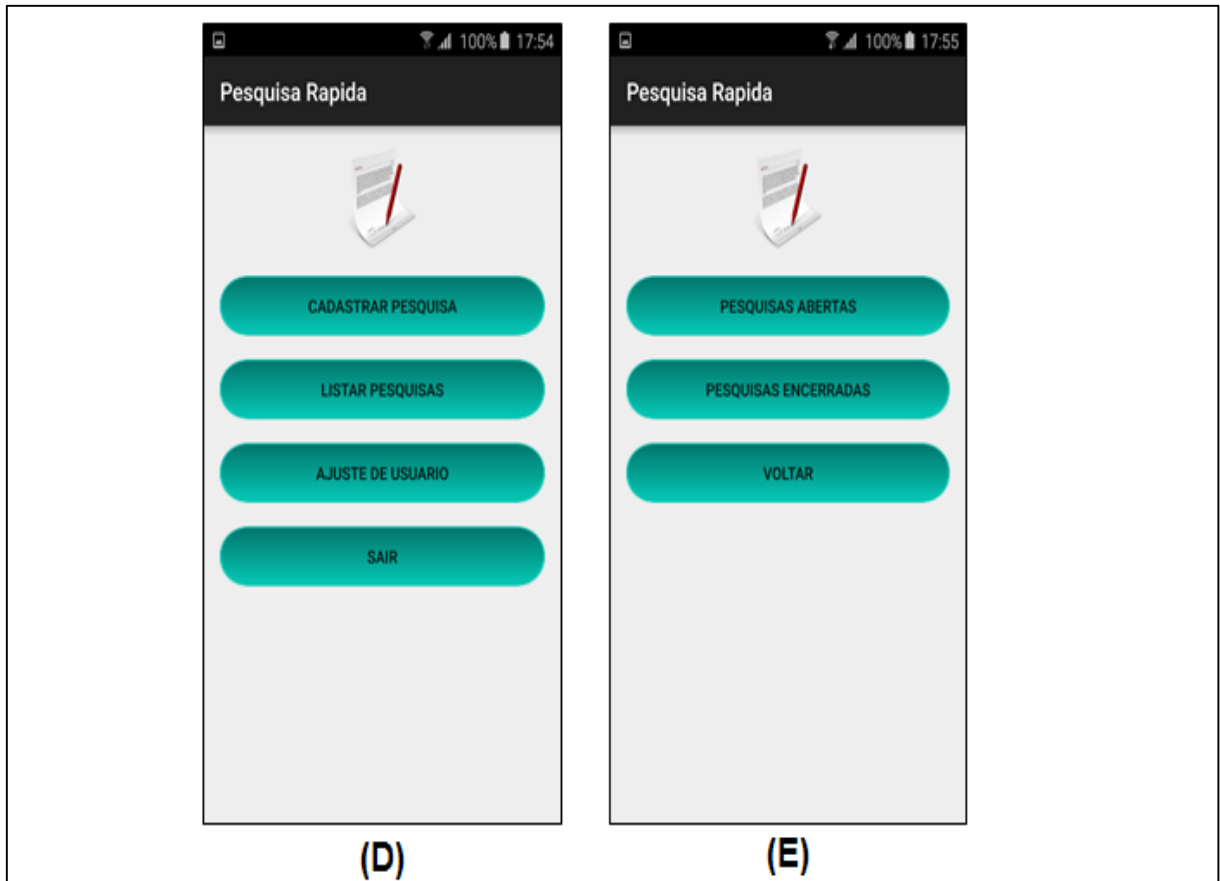 100% 17:54
Pesquisa Rapida
CADASTRAR PESQUISA
LISTAR PESQUISAS
AJUSTE DE USUARIO
SAIR
(D)
100% 17:55
Pesquisa Rapida
PESQUISAS ABERTAS
PESQUISAS ENCERRADAS
VOLTAR
(E)